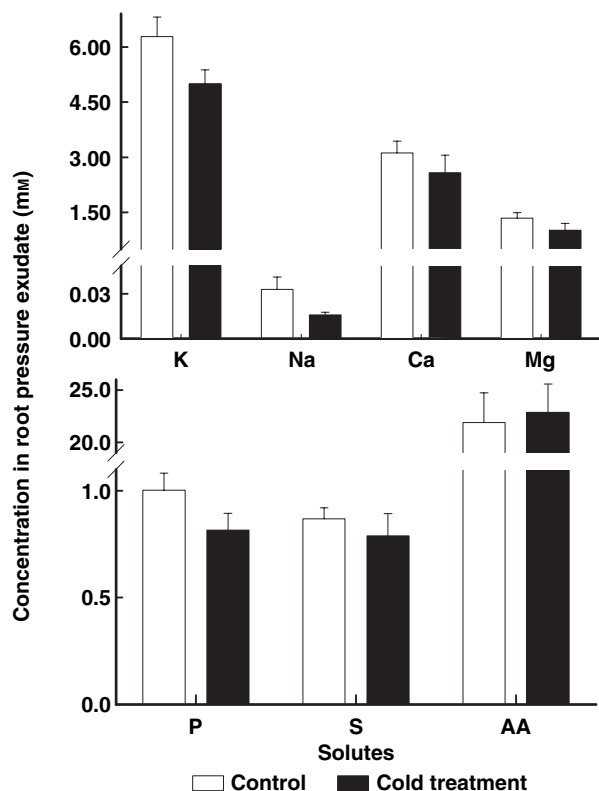 Concentration in root pressure exudate (mM)
6.00
4.50
3.00
1.50
0.03
0.00
K Na Ca Mg
25.0
20.0
1.0
0.5
0.0
P S AA
Solutes
Control Cold treatment